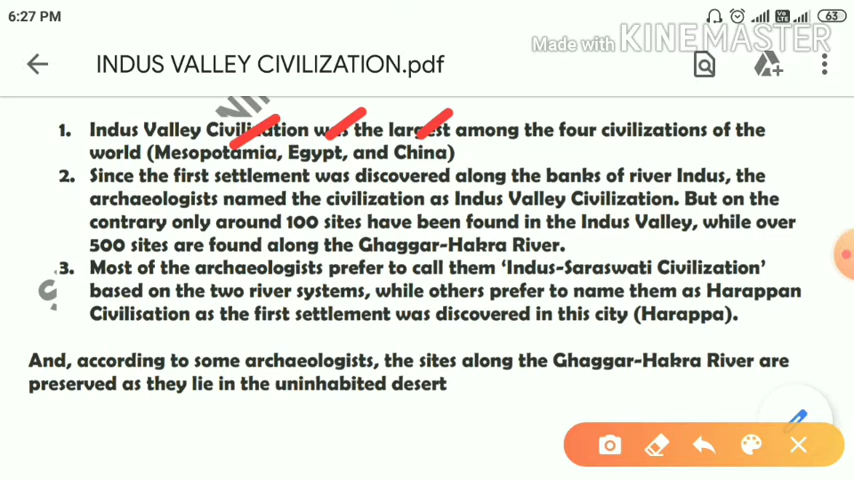 6:27 PM
63
Made with KINEMASTER
INDUS VALLEY CIVILIZATION.pdf
1. Indus Valley Civilisation was the largest among the four civilizations of the
world (Mesopotamia, Egypt, and China)
2. Since the first settlement was discovered along the banks of river Indus, the
archaeologists named the civilization as Indus Valley Civilization. But on the
contrary only around 100 sites have been found in the Indus Valley, while over
500 sites are found along the Ghaggar-Hakra River.
3. Most of the archaeologists prefer to call them ‘Indus-Saraswati Civilization’
based on the two river systems, while others prefer to name them as Harappan
Civilisation as the first settlement was discovered in this city (Harappa).
And, according to some archaeologists, the sites along the Ghaggar-Hakra River are
preserved as they lie in the uninhabited desert